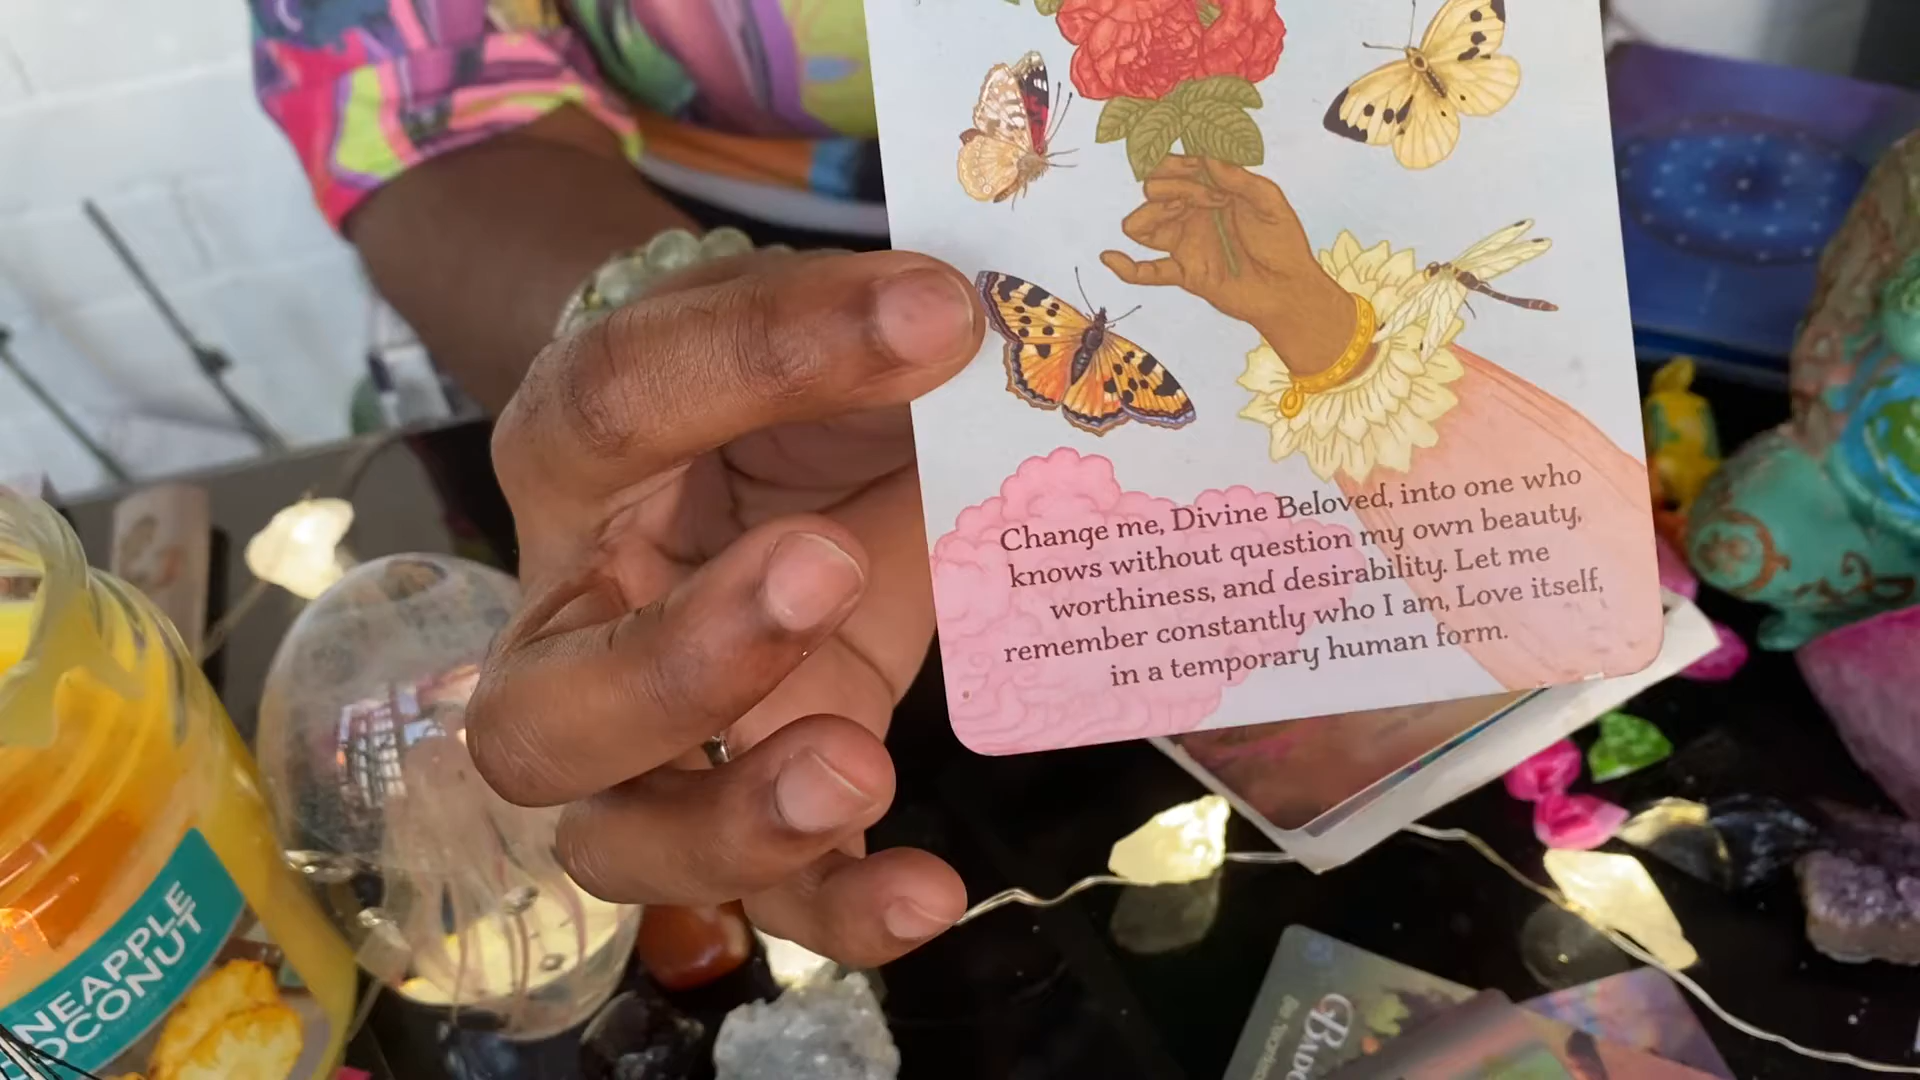 Change me, Divine Beloved, into one who
knows without question my own beauty,
worthiness, and desirability. Let me
remember constantly who I am, Love itself,
in a temporary human form.
NEAPPLE
OCONUT
BADO